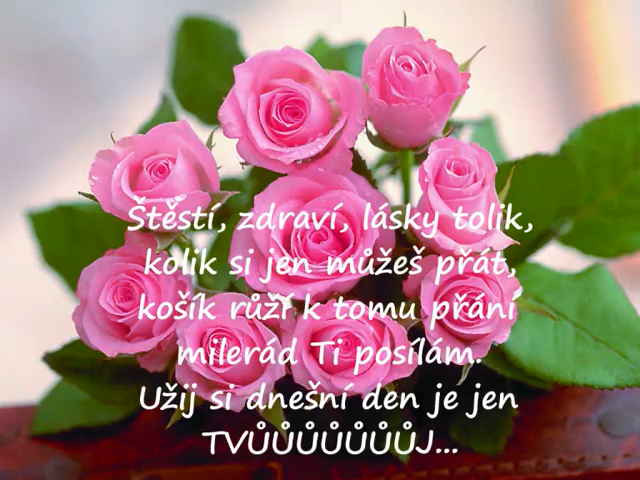 Štěstí, zdraví, lásky tolik,
kolik si jen můžeš přát,
košík růží k tomu přání
milerád Ti posílám.
Užij si dnešní den je jen
TVŮŮŮŮŮŮŮJ...